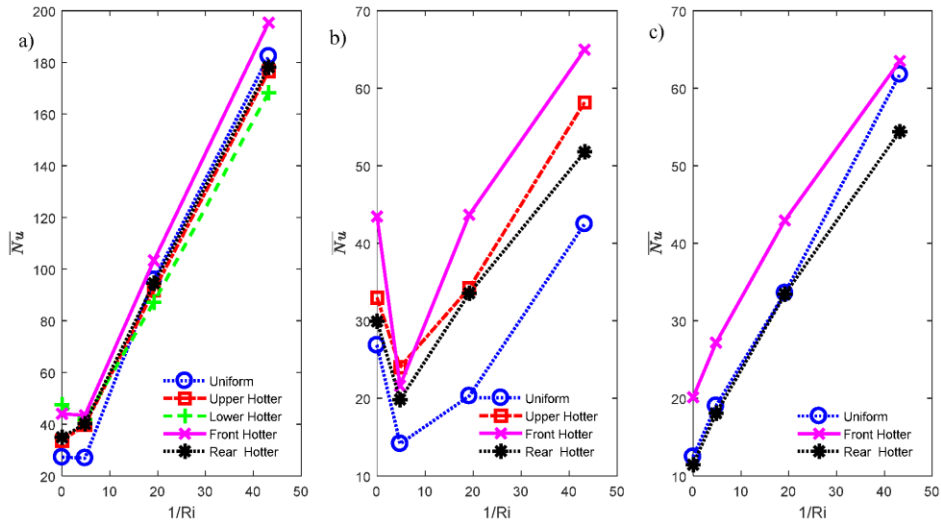 a)
200
180
160
140
120
100
80
60
40
20
N̅u̅
0
10
20
30
40
50
1/Ri
Uniform
Upper Hotter
Lower Hotter
Front Hotter
Rear Hotter
b)
70
60
50
40
30
20
10
N̅u̅
0
10
20
30
40
50
1/Ri
Uniform
Upper Hotter
Front Hotter
Rear Hotter
c)
70
60
50
40
30
20
10
N̅u̅
0
10
20
30
40
50
1/Ri
Uniform
Front Hotter
Rear Hotter